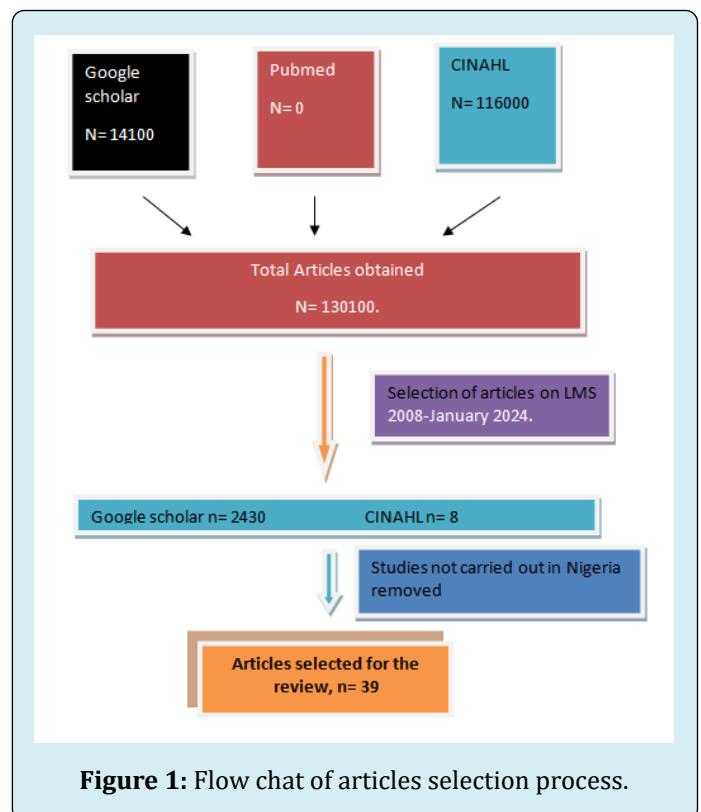 Google
scholar
N= 14100
Pubmed
N= 0
CINAHL
N= 116000
Total Articles obtained
N= 130100.
Selection of articles on LMS
2008-January 2024.
Google scholar n= 2430 CINAHL n= 8
Studies not carried out in Nigeria
removed
Articles selected for the
review, n= 39
Figure 1: Flow chat of articles selection process.